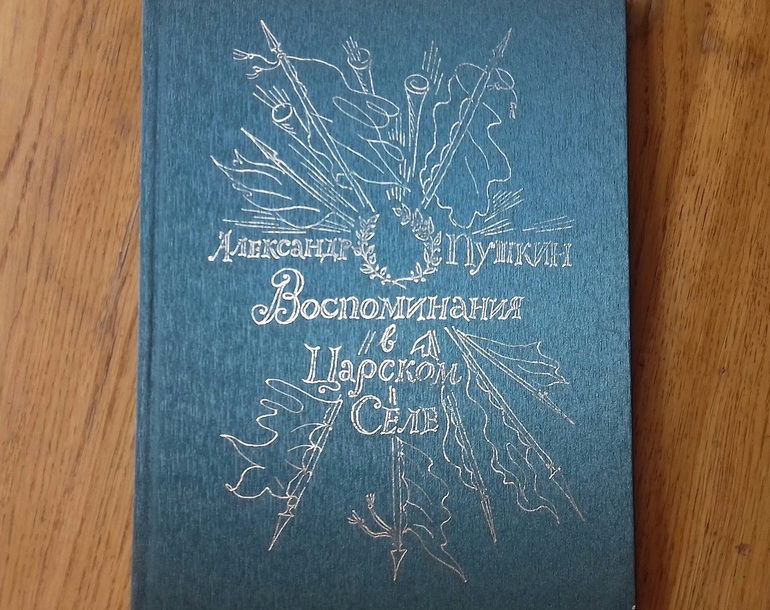 Александр Пушкин
Воспоминания
в
Царском
Селе